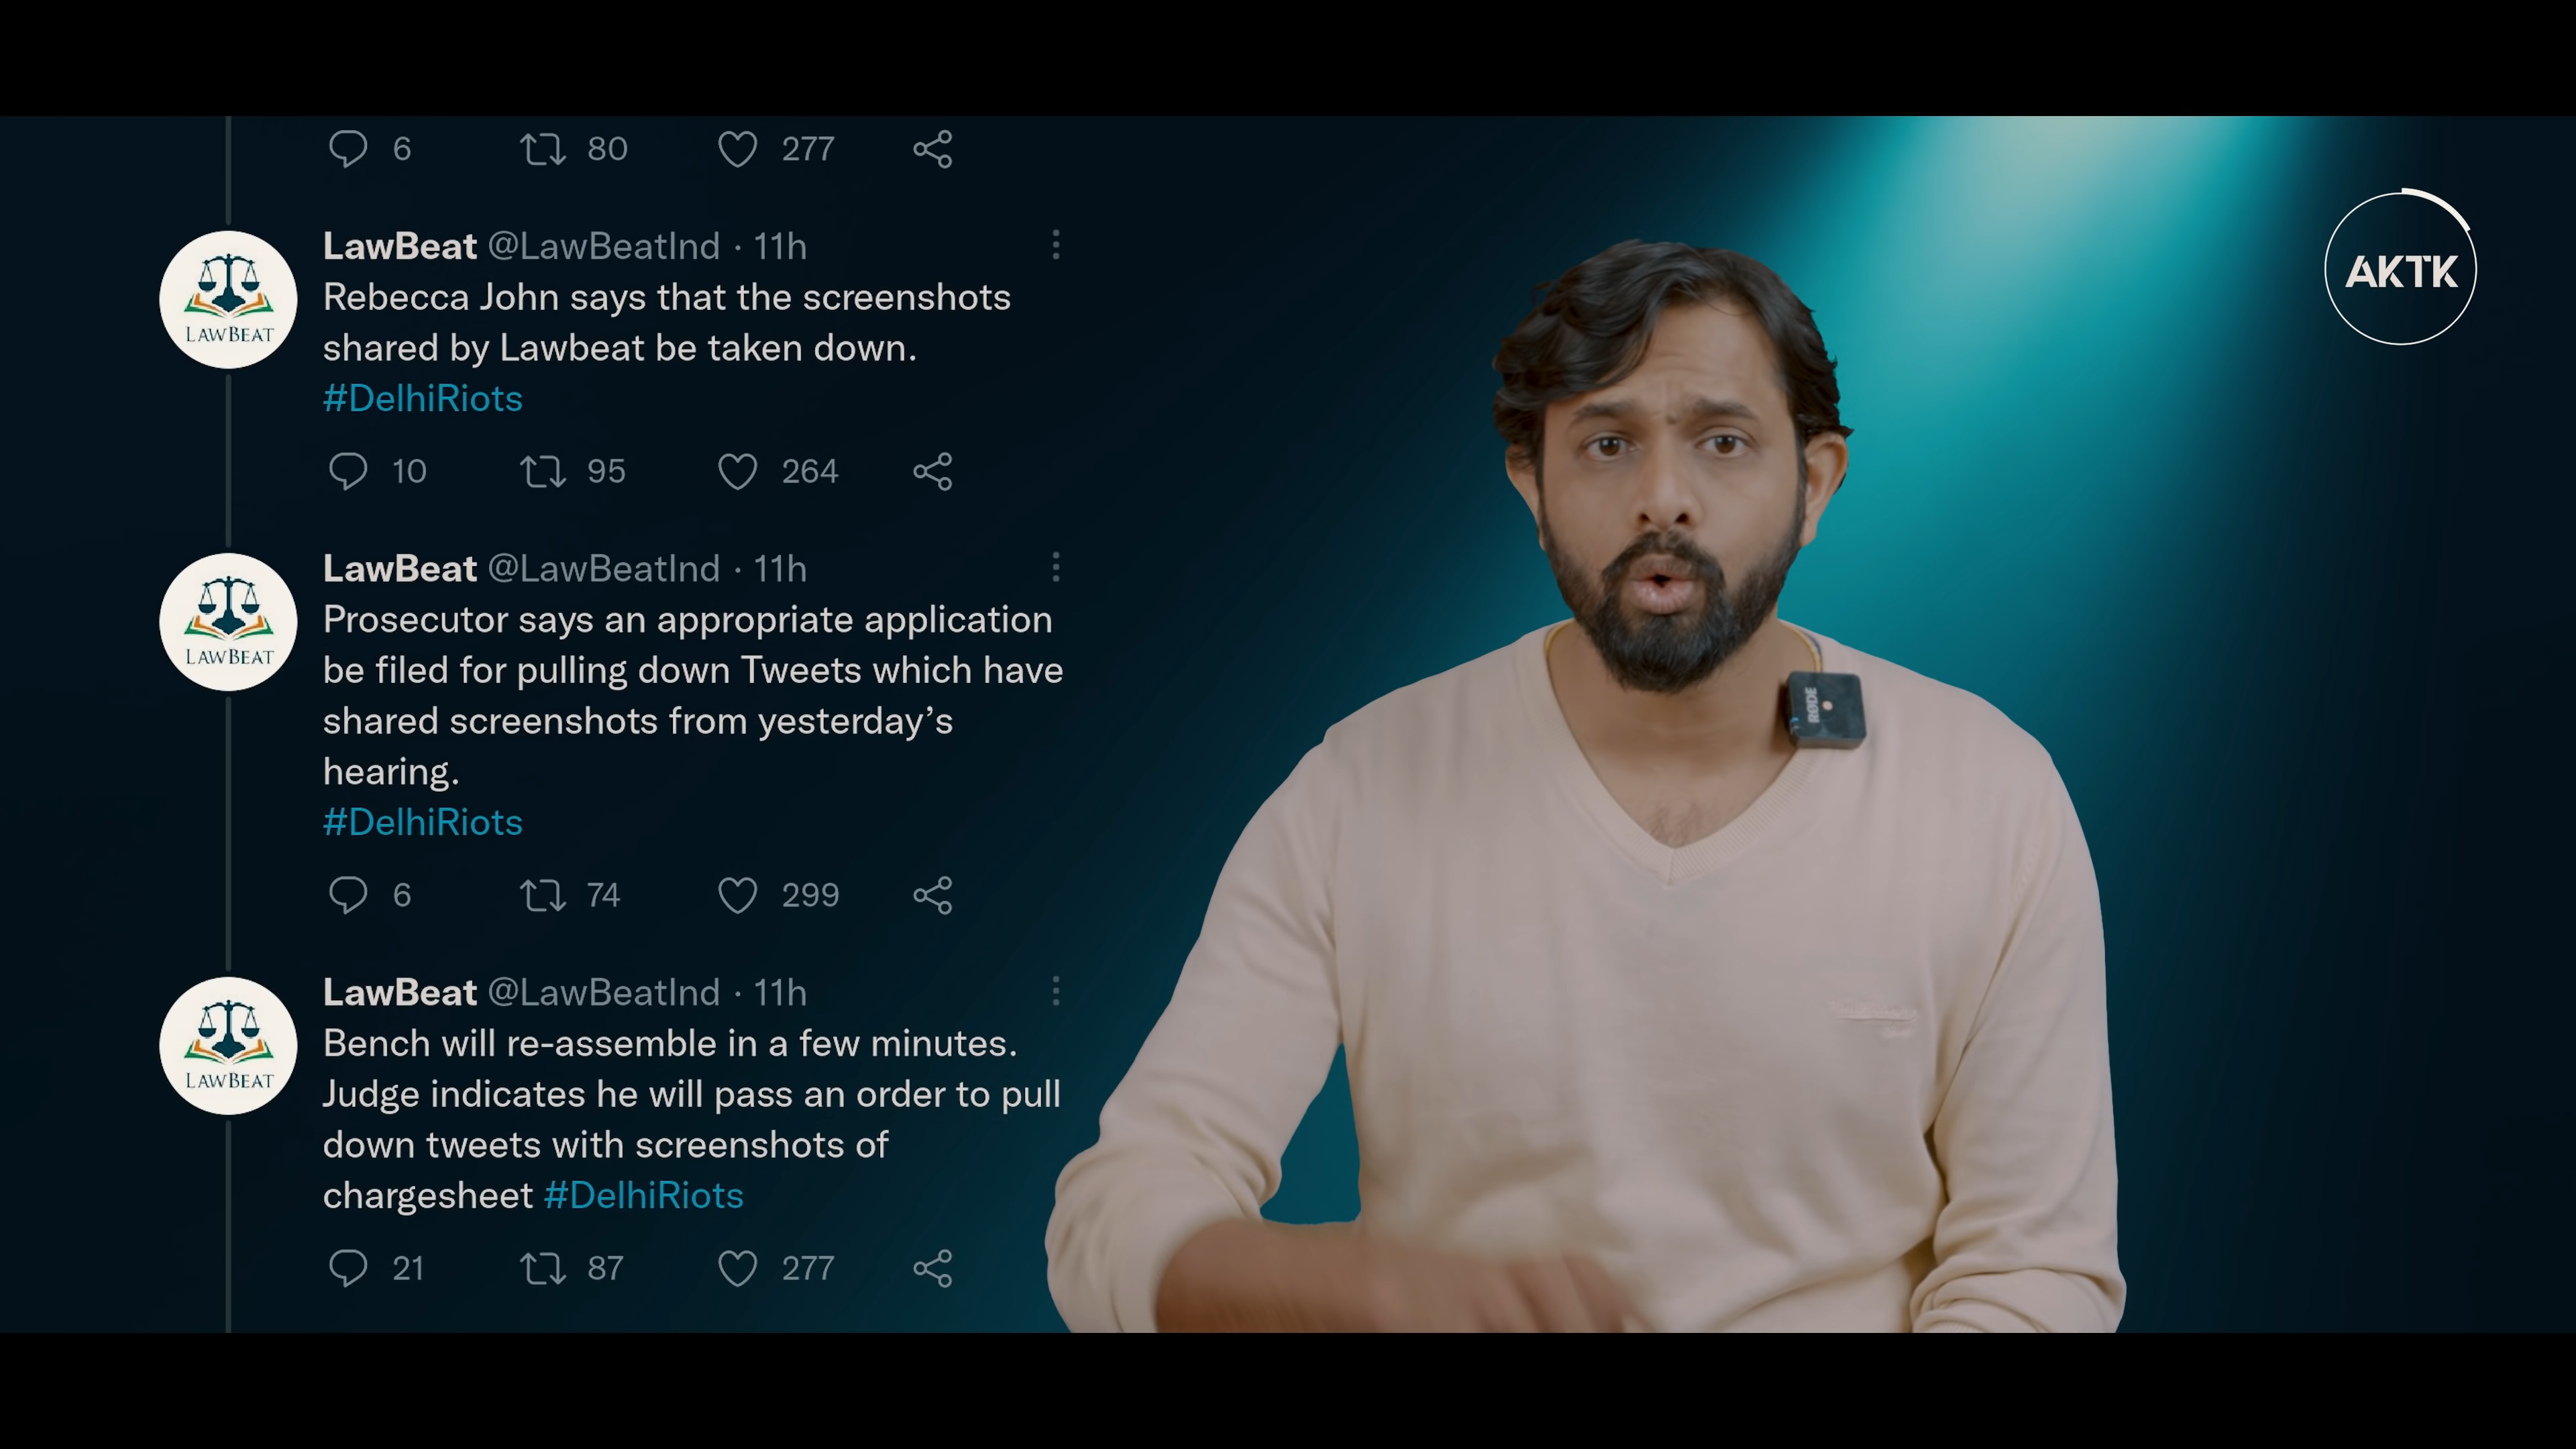 6 80 277
LawBeat @LawBeatInd · 11h
Rebecca John says that the screenshots
shared by Lawbeat be taken down.
#DelhiRiots
10 95 264
LAWBEAT
LawBeat @LawBeatInd · 11h
Prosecutor says an appropriate application
be filed for pulling down Tweets which have
shared screenshots from yesterday’s
hearing.
#DelhiRiots
6 74 299
LAWBEAT
LawBeat @LawBeatInd · 11h
Bench will re-assemble in a few minutes.
Judge indicates he will pass an order to pull
down tweets with screenshots of
chargesheet #DelhiRiots
21 87 277
LAWBEAT
AKTK
RØDE